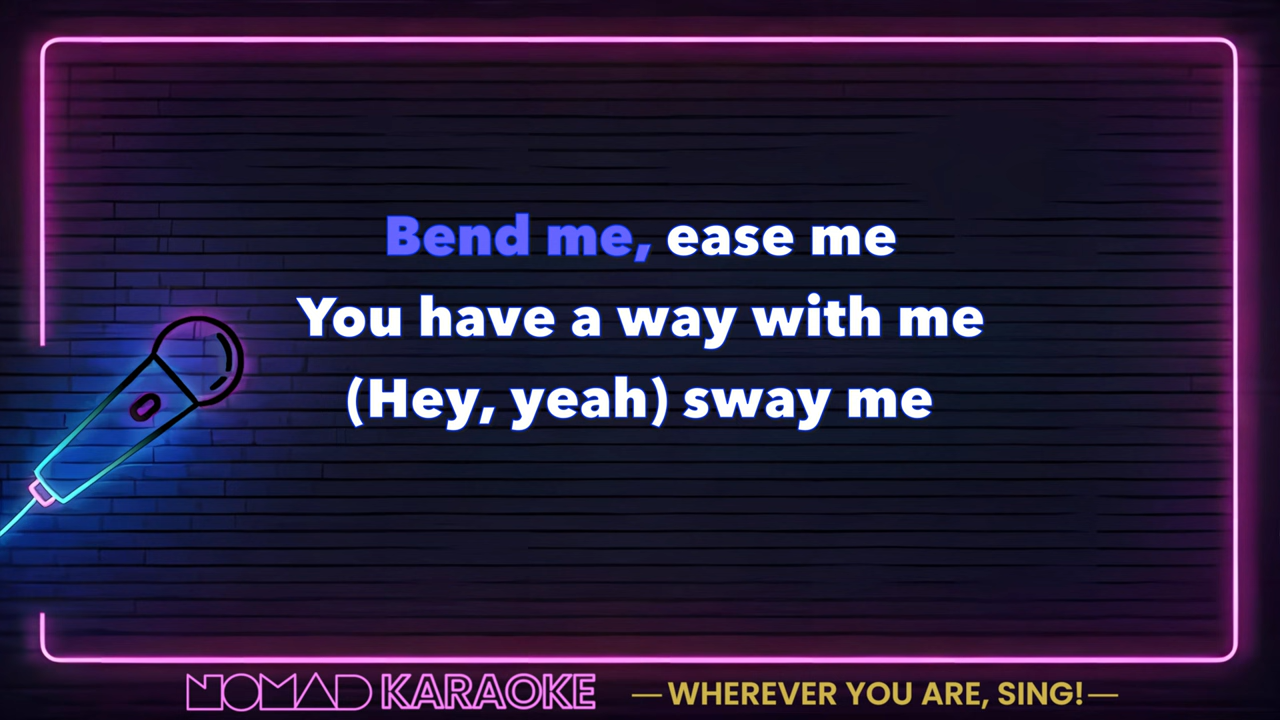 Bend me, ease me
You have a way with me
(Hey, yeah) sway me
NOMAD KARAOKE —WHEREVER YOU ARE, SING!—